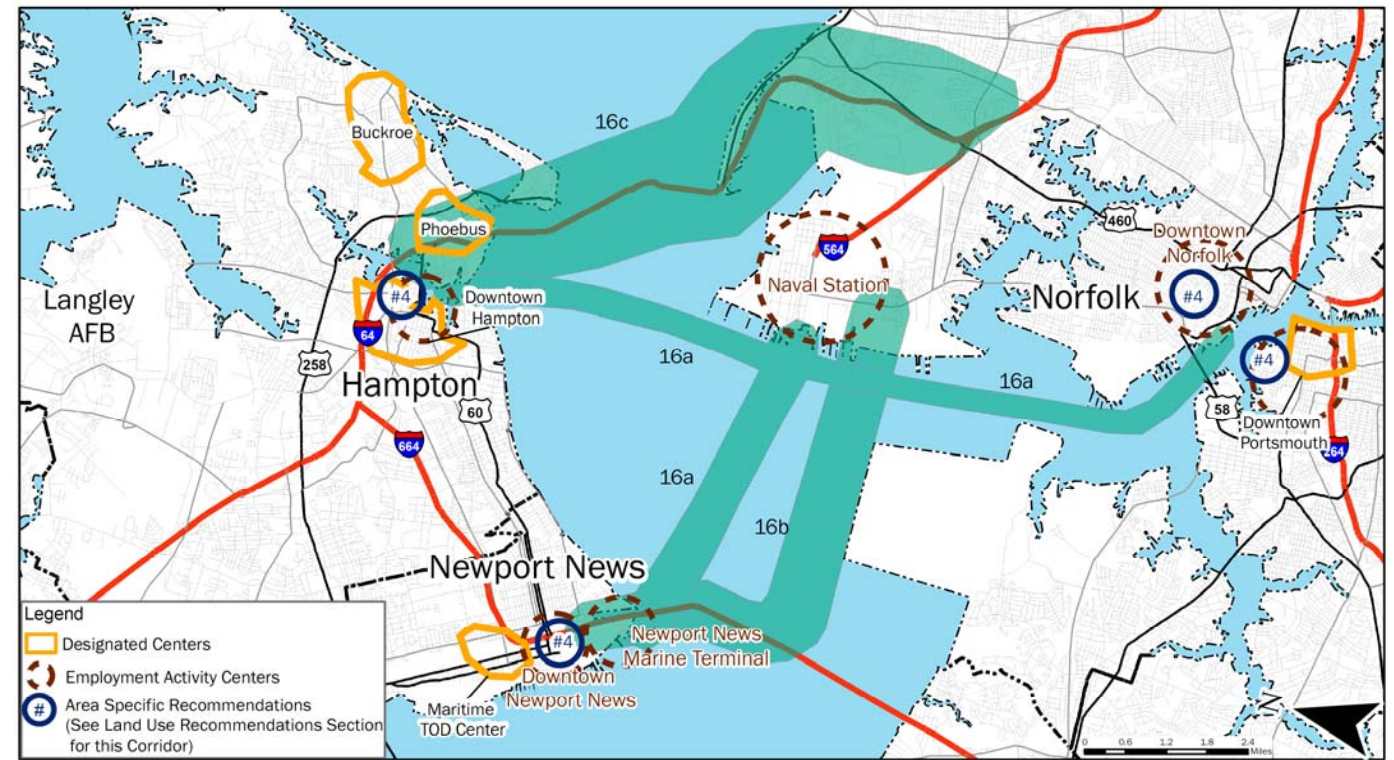 16c
Buckroe
Phoebus
460
Downtown
Norfolk
564
Naval Station
#4
Norfolk
#4
Langley
AFB
Downtown
Hampton
64
258
16a
16a
#4
Hampton
60
58
Downtown
Portsmouth
264
664
16a
16b
Newport News
Legend
Designated Centers
Employment Activity Centers
# Area Specific Recommendations
(See Land Use Recommendations Section
for this Corridor)
#4
Newport News
Marine Terminal
Downtown
Newport News
Maritime
TOD Center
N
0 0.6 1.2 1.8 2.4
Miles